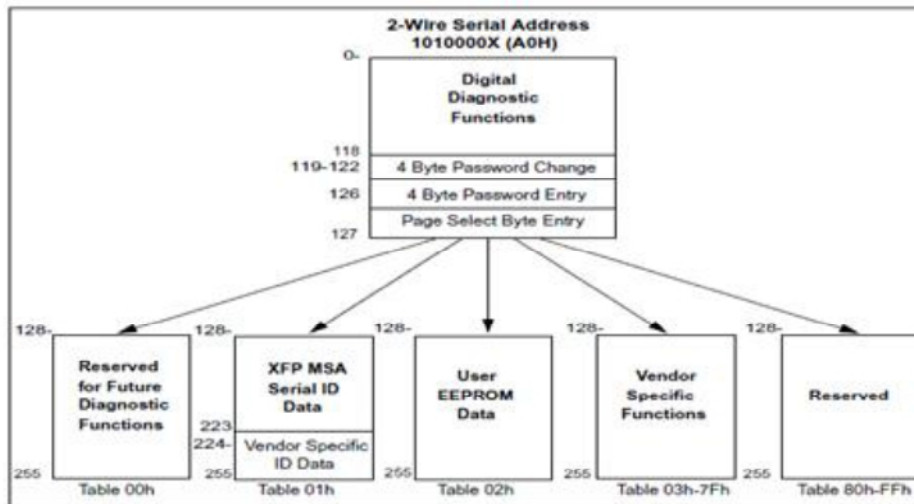 2-Wire Serial Address
1010000X (A0H)
0-
Digital
Diagnostic
Functions
118
119-122
4 Byte Password Change
126
4 Byte Password Entry
Page Select Byte Entry
127
128-
Reserved
for Future
Diagnostic
Functions
255
Table 00h
128-
XFP MSA
Serial ID
Data
223
224-
Vendor Specific
ID Data
255
Table 01h
128-
User
EEPROM
Data
255
Table 02h
128-
Vendor
Specific
Functions
255
Table 03h-7Fh
128-
Reserved
255
Table 80h-FFh